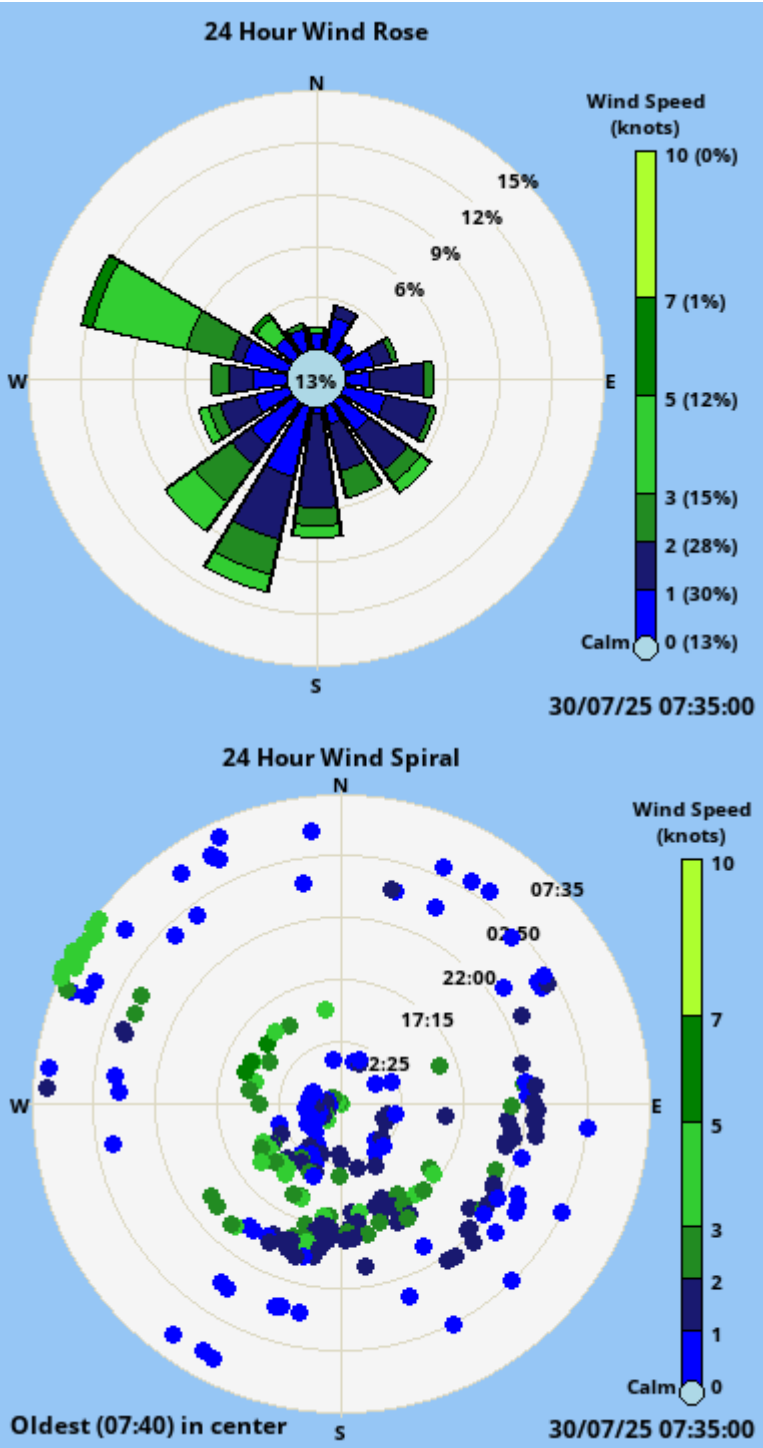 24 Hour Wind Rose
N
Wind Speed
(knots)
10 (0%)
15%
12%
9%
6%
7 (1%)
W
13%
E
5 (12%)
3 (15%)
2 (28%)
1 (30%)
Calm
0 (13%)
S
30/07/25 07:35:00
24 Hour Wind Spiral
N
Wind Speed
(knots)
10
07:35
02:50
22:00
17:15
2:25
7
W
E
5
3
2
1
Calm
0
Oldest (07:40) in center
S
30/07/25 07:35:00